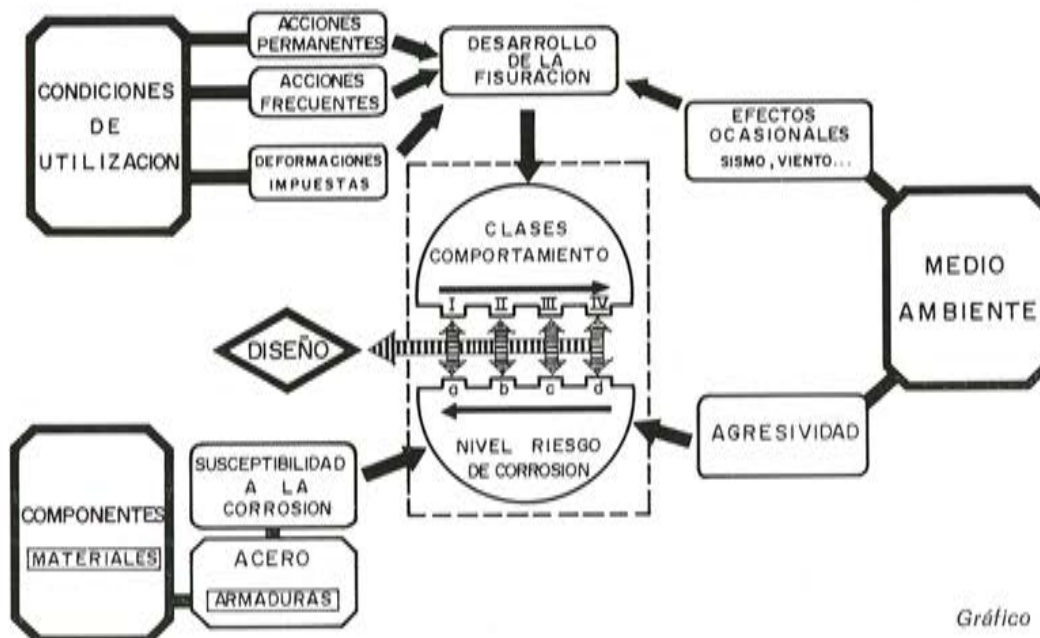 CONDICIONES
DE
UTILIZACION
ACCIONES
PERMANENTES
ACCIONES
FRECUENTES
DEFORMACIONES
IMPUESTAS
DESARROLLO
DE LA
FISURACION
EFECTOS
OCASIONALES
SISMO, VIENTO...
MEDIO
AMBIENTE
AGRESIVIDAD
CLASES
COMPORTAMIENTO
I II III IV
DISEÑO
a b c d
NIVEL RIESGO
DE CORROSION
SUSCEPTIBILIDAD
A LA
CORROSION
COMPONENTES
MATERIALES
ACERO
ARMADURAS
Gráfico